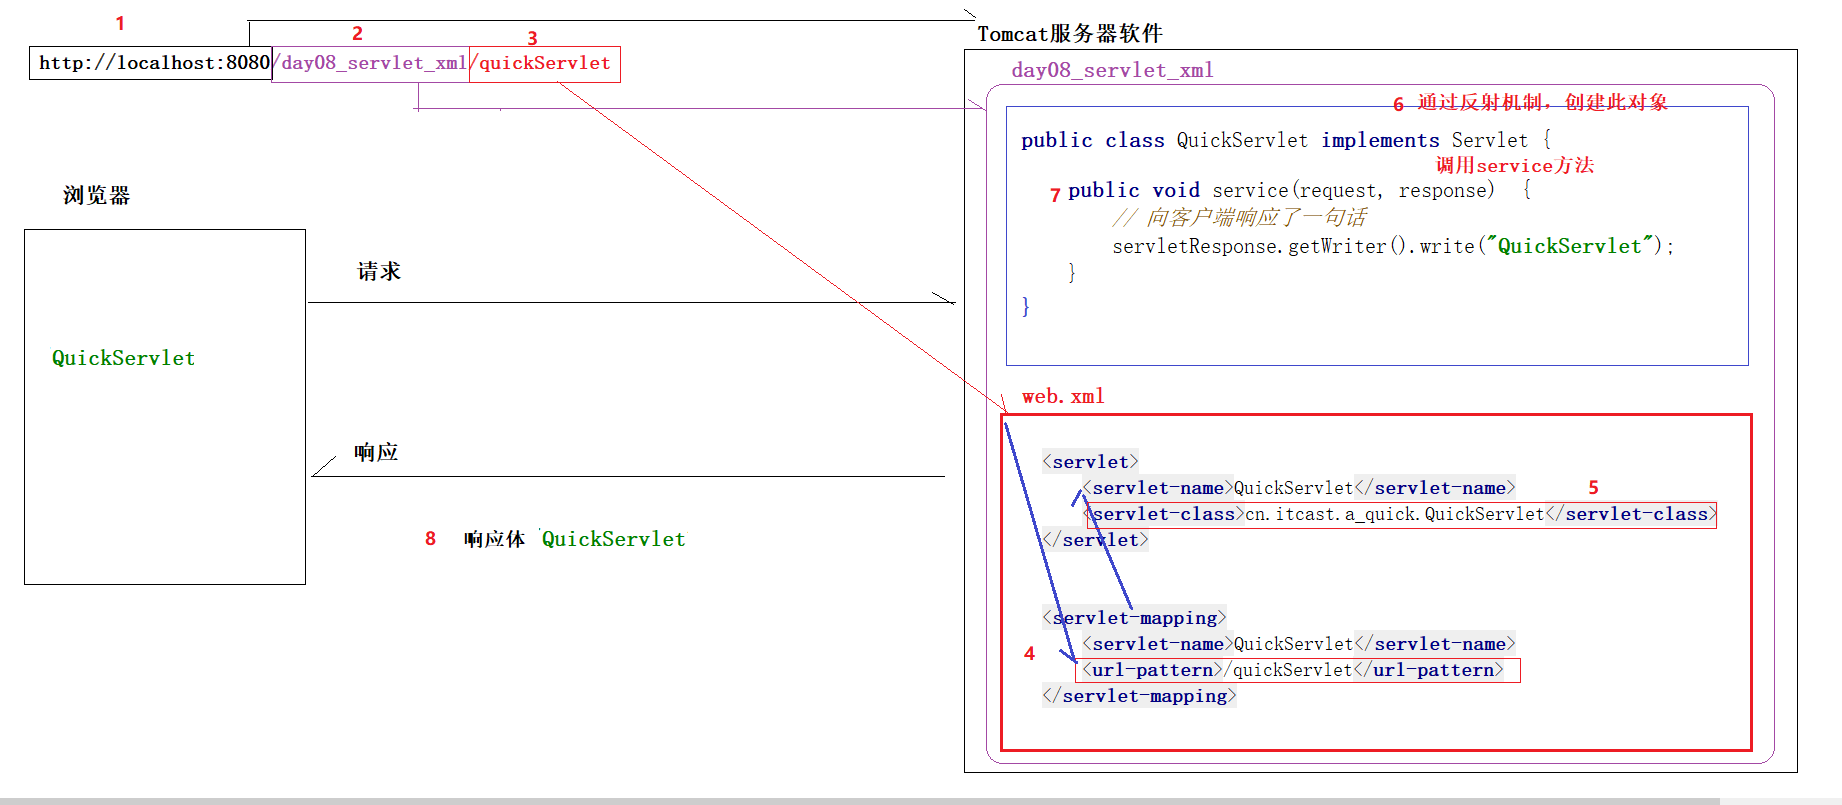 1
2
3
http://localhost:8080/day08_servlet_xml/quickServlet
浏览器
QuickServlet
请求
响应
8 响应体 QuickServlet
Tomcat服务器软件
day08_servlet_xml
6 通过反射机制，创建此对象
public class QuickServlet implements Servlet {
调用service方法
7 public void service(request, response) {
// 向客户端响应了一句话
servletResponse.getWriter().write("QuickServlet");
}
}
web.xml
<servlet>
<servlet-name>QuickServlet</servlet-name>
5
<servlet-class>cn.itcast.a_quick.QuickServlet</servlet-class>
</servlet>
<servlet-mapping>
<servlet-name>QuickServlet</servlet-name>
4
<url-pattern>/quickServlet</url-pattern>
</servlet-mapping>